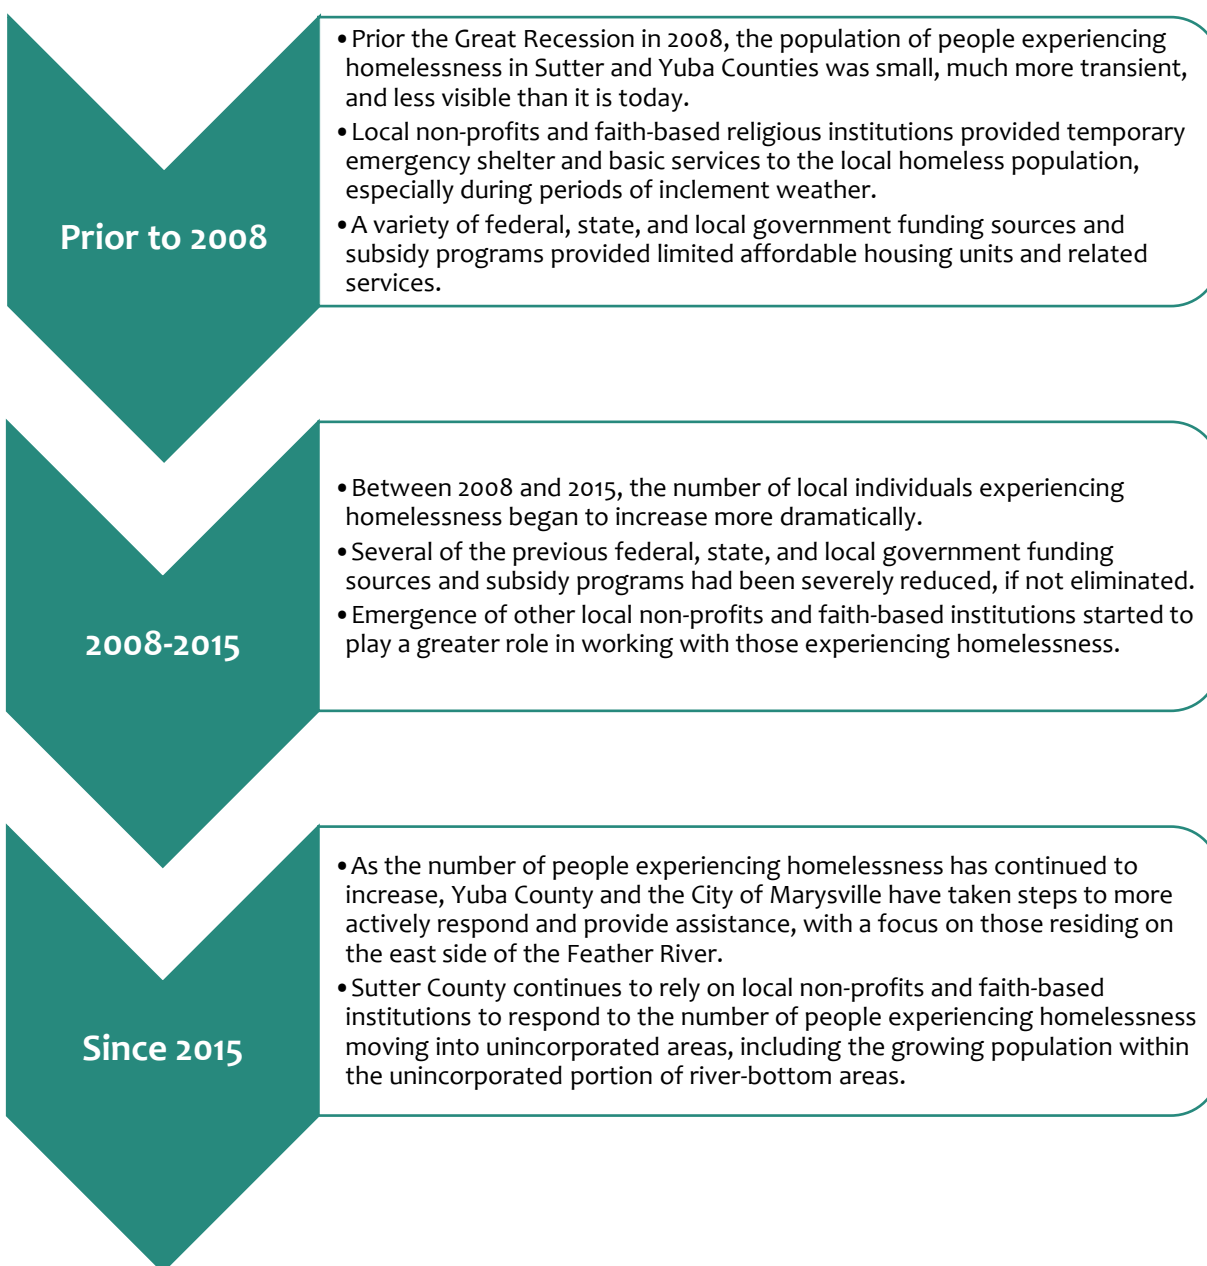 Prior to 2008
•Prior the Great Recession in 2008, the population of people experiencing
homelessness in Sutter and Yuba Counties was small, much more transient,
and less visible than it is today.
•Local non-profits and faith-based religious institutions provided temporary
emergency shelter and basic services to the local homeless population,
especially during periods of inclement weather.
•A variety of federal, state, and local government funding sources and
subsidy programs provided limited affordable housing units and related
services.
2008-2015
•Between 2008 and 2015, the number of local individuals experiencing
homelessness began to increase more dramatically.
•Several of the previous federal, state, and local government funding
sources and subsidy programs had been severely reduced, if not eliminated.
•Emergence of other local non-profits and faith-based institutions started to
play a greater role in working with those experiencing homelessness.
Since 2015
•As the number of people experiencing homelessness has continued to
increase, Yuba County and the City of Marysville have taken steps to more
actively respond and provide assistance, with a focus on those residing on
the east side of the Feather River.
•Sutter County continues to rely on local non-profits and faith-based
institutions to respond to the number of people experiencing homelessness
moving into unincorporated areas, including the growing population within
the unincorporated portion of river-bottom areas.